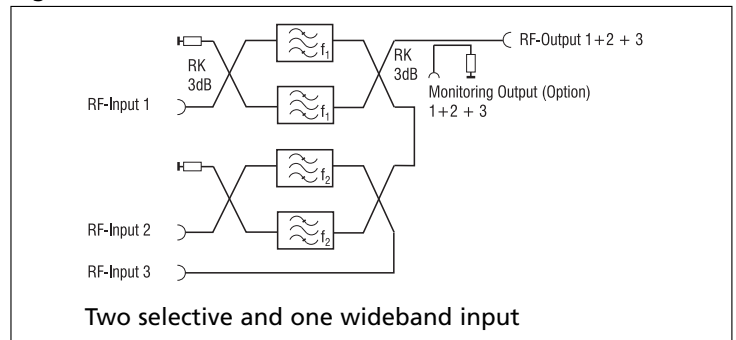 RF-Output 1+2 + 3
f1
RK
3dB
RK
3dB
Monitoring Output (Option)
1+2 + 3
RF-Input 1
f1
f2
RF-Input 2
f2
RF-Input 3
Two selective and one wideband input